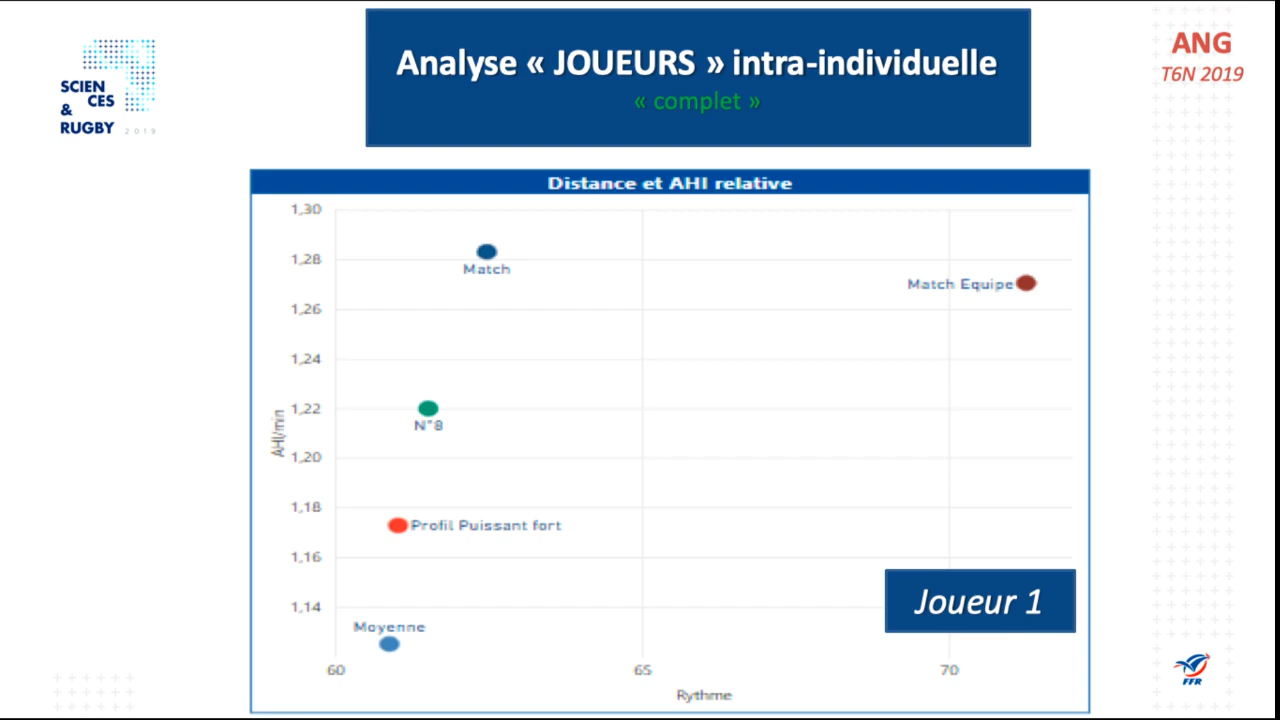 SCIEN
CES
&
RUGBY 2019
Analyse « JOUEURS » intra-individuelle
« complet »
ANG
T6N 2019
Distance et AHI relative
1,30
1,28
Match
Match Equipe
1,26
1,24
AHI/min
1,22
N°8
1,20
1,18
Profil Puissant fort
1,16
1,14
Joueur 1
Moyenne
60
65
70
Rythme
FFR